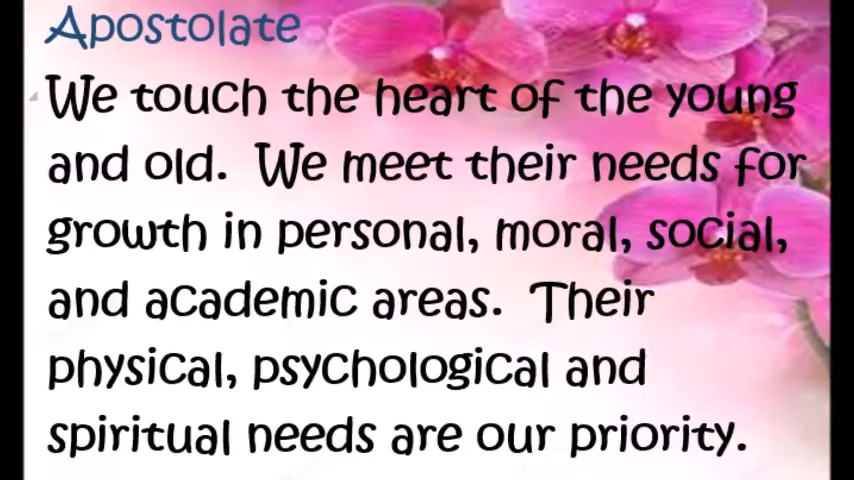 Apostolate
We touch the heart of the young
and old. We meet their needs for
growth in personal, moral, social,
and academic areas. Their
physical, psychological and
spiritual needs are our priority.